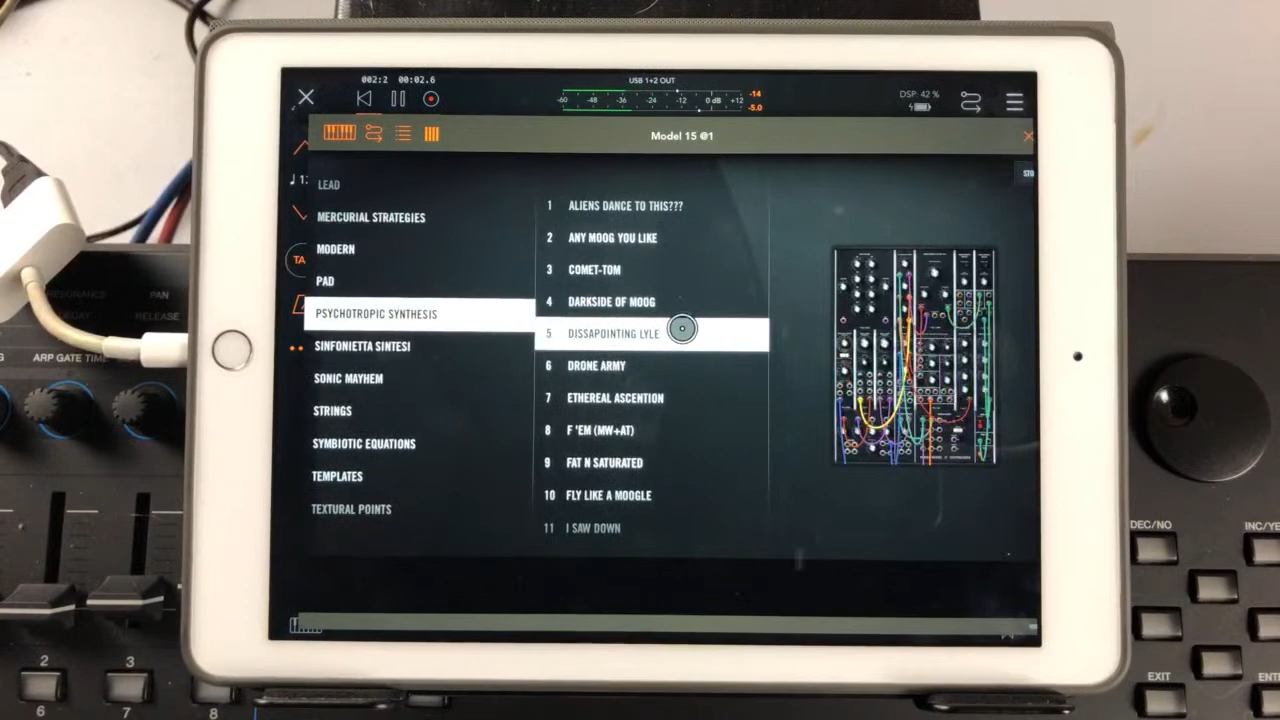 002:2 00:02.6
USB 1+2 OUT
-60 -48 -36 -24 -12 0 dB +12
-14
-5.0
DSP: 42 %
Model 15 @1
LEAD
MERCURIAL STRATEGIES
MODERN
PAD
PSYCHOTROPIC SYNTHESIS
SINFONIETTA SINTESI
SONIC MAYHEM
STRINGS
SYMBIOTIC EQUATIONS
TEMPLATES
TEXTURAL POINTS
1 ALIENS DANCE TO THIS???
2 ANY MOOG YOU LIKE
3 COMET-TOM
4 DARKSIDE OF MOOG
5 DISSAPOINTING LYLE
6 DRONE ARMY
7 ETHEREAL ASCENTION
8 F 'EM (MW+AT)
9 FAT N SATURATED
10 FLY LIKE A MOOGLE
11 I SAW DOWN
TA
RESONANCE
PAN
DECAY
RELEASE
ARP GATE TIME
2 3
6 7 8
DEC/NO
INC/YE
EXIT
ENT